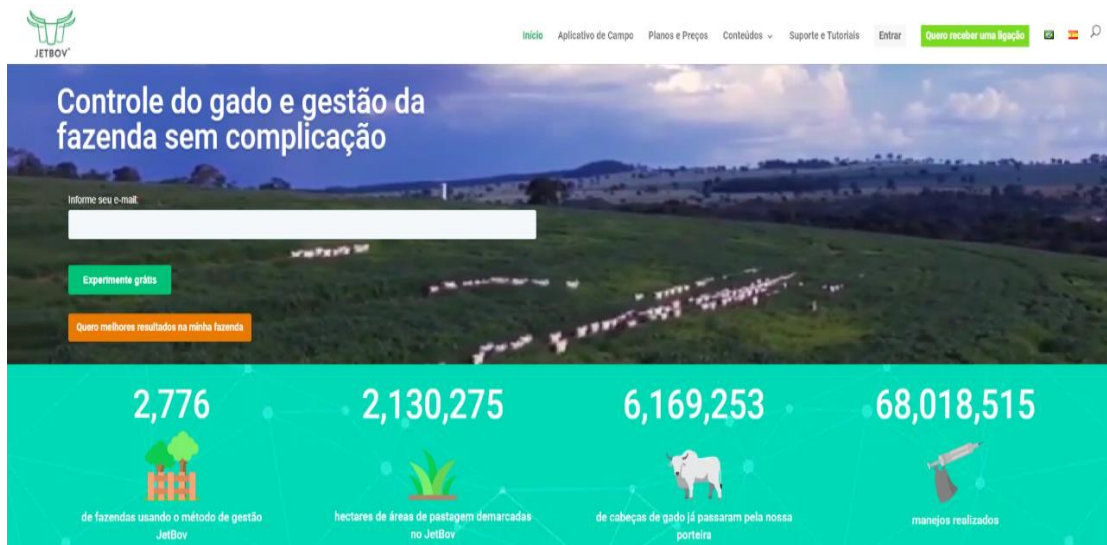 JETBOV
Início Aplicativo de Campo Planos e Preços Conteúdos Suporte e Tutoriais Entrar Quero receber uma ligação
Controle do gado e gestão da
fazenda sem complicação
Informe seu e-mail:
Experimente grátis
Quero melhores resultados na minha fazenda
2,776 2,130,275 6,169,253 68,018,515
de fazendas usando o método de gestão
JetBov
hectares de áreas de pastagem demarcadas
no JetBov
de cabeças de gado já passaram pela nossa
porteira
manejos realizados